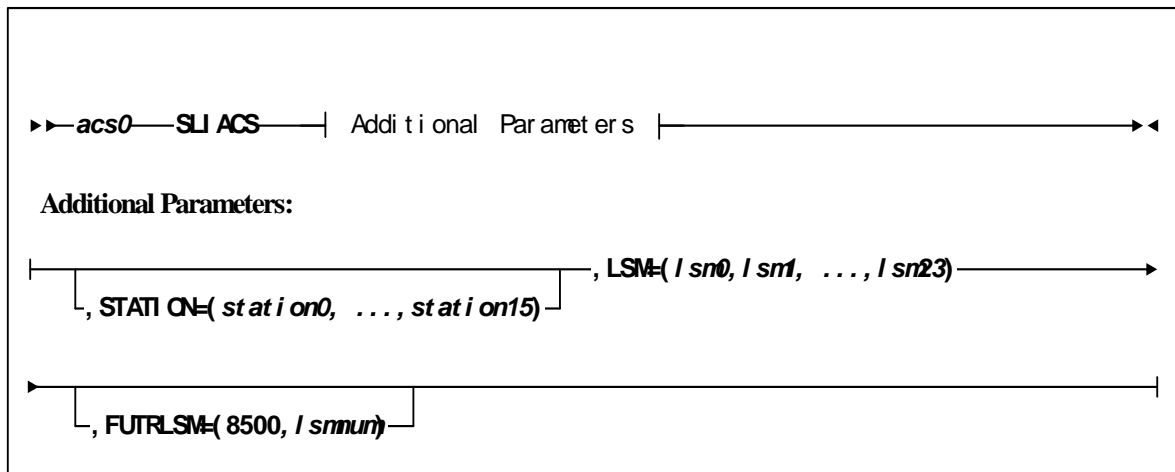 acs0 SLIACS Additional Parameters
Additional Parameters:
, LSM=(lsm0, lsm1, ..., lsm23)
, STATION=(station0, ..., station15)
, FUTRLSM=(8500, lsmnum)